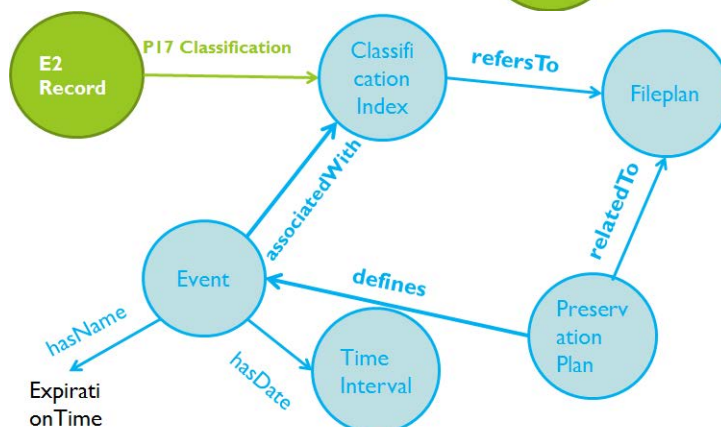 P17 Classification
E2
Record
Classifi
cation
Index
refersTo
Fileplan
associatedWith
relatedTo
Event
defines
hasName
hasDate
Time
Interval
Preserv
ation
Plan
Expirati
onTime